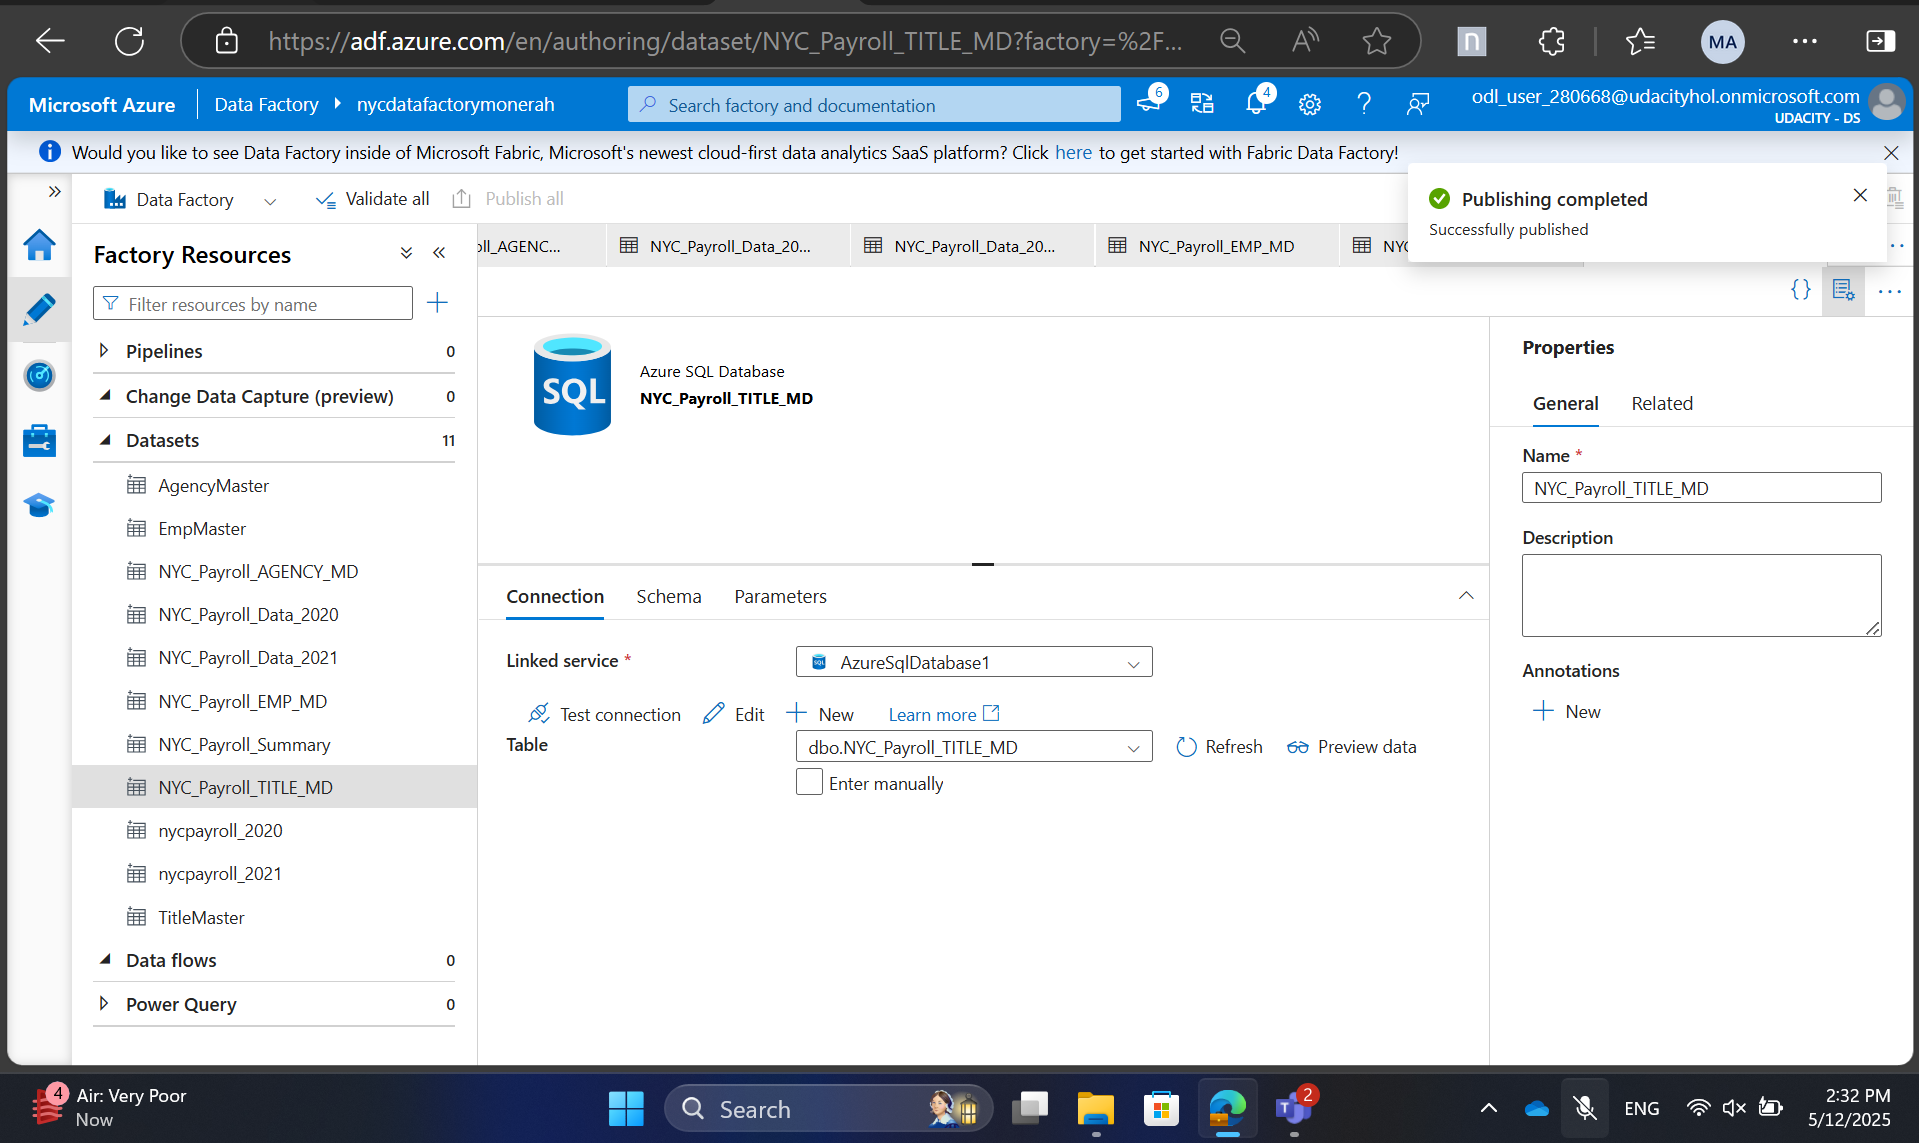 https://adf.azure.com/en/authoring/dataset/NYC_Payroll_TITLE_MD?factory=%2F...
n
MA
Microsoft Azure
Data Factory
nycdatafactorymonerah
Search factory and documentation
6
4
?
odl_user_280668@udacityhol.onmicrosoft.com
UDACITY - DS
Would you like to see Data Factory inside of Microsoft Fabric, Microsoft's newest cloud-first data analytics SaaS platform? Click here to get started with Fabric Data Factory!
Data Factory
Validate all
Publish all
Publishing completed
Successfully published
Factory Resources
oll_AGENC...
NYC_Payroll_Data_20...
NYC_Payroll_Data_20...
NYC_Payroll_EMP_MD
NYC
Filter resources by name
Pipelines 0
Change Data Capture (preview) 0
Datasets 11
AgencyMaster
EmpMaster
NYC_Payroll_AGENCY_MD
NYC_Payroll_Data_2020
NYC_Payroll_Data_2021
NYC_Payroll_EMP_MD
NYC_Payroll_Summary
NYC_Payroll_TITLE_MD
nycpayroll_2020
nycpayroll_2021
TitleMaster
Data flows 0
Power Query 0
SQL
Azure SQL Database
NYC_Payroll_TITLE_MD
Connection
Schema
Parameters
Linked service *
SQL
AzureSqlDatabase1
Test connection
Edit
New
Learn more
Table
dbo.NYC_Payroll_TITLE_MD
Refresh
Preview data
Enter manually
{}
Properties
General
Related
Name *
NYC_Payroll_TITLE_MD
Description
Annotations
New
4
Air: Very Poor
Now
Search
2
ENG
2:32 PM
5/12/2025